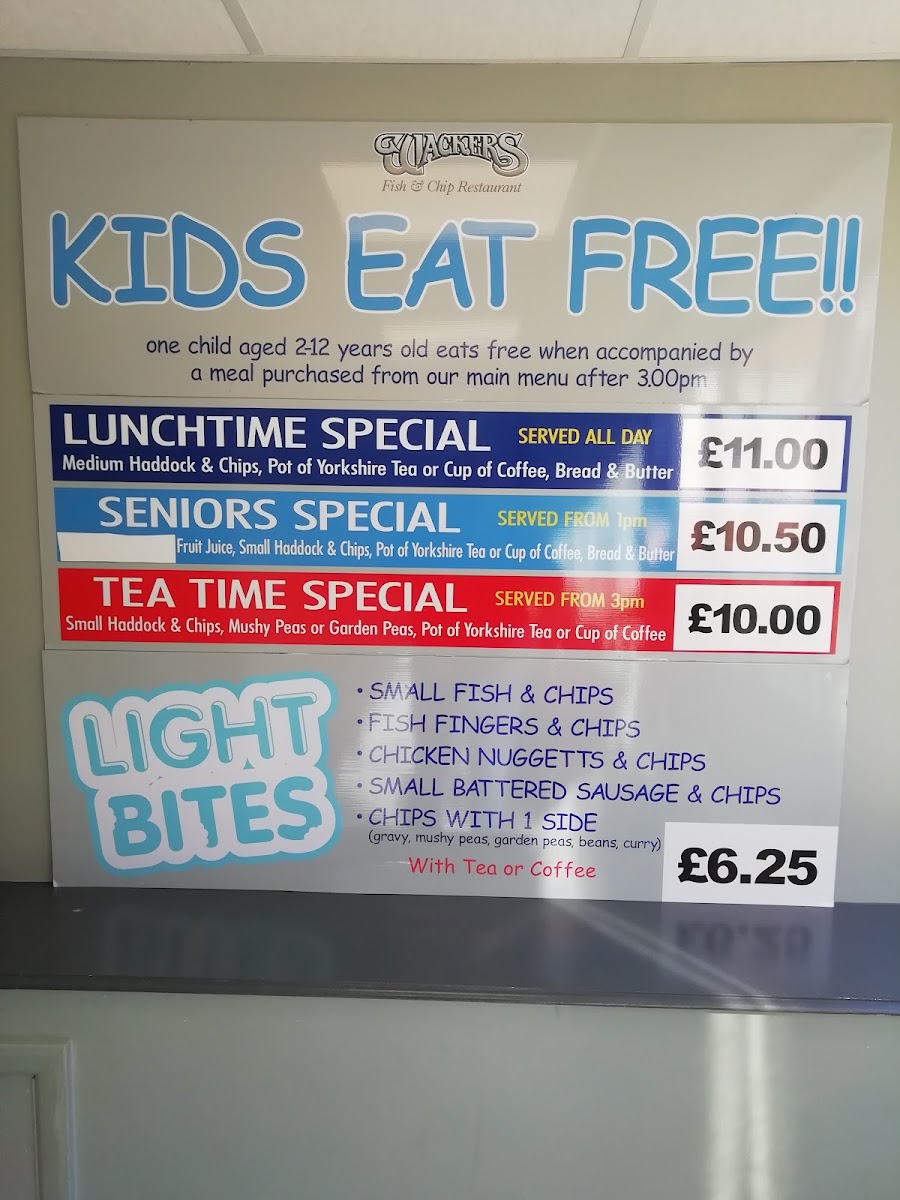 WACKERS
Fish & Chip Restaurant
KIDS EAT FREE!!
one child aged 2-12 years old eats free when accompanied by
a meal purchased from our main menu after 3.00pm
LUNCHTIME SPECIAL SERVED ALL DAY £11.00
Medium Haddock & Chips, Pot of Yorkshire Tea or Cup of Coffee, Bread & Butter
SENIORS SPECIAL SERVED FROM 1pm £10.50
Fruit Juice, Small Haddock & Chips, Pot of Yorkshire Tea or Cup of Coffee, Bread & Butter
TEA TIME SPECIAL SERVED FROM 3pm £10.00
Small Haddock & Chips, Mushy Peas or Garden Peas, Pot of Yorkshire Tea or Cup of Coffee
LIGHT
BITES
• SMALL FISH & CHIPS
• FISH FINGERS & CHIPS
• CHICKEN NUGGETTS & CHIPS
• SMALL BATTERED SAUSAGE & CHIPS
• CHIPS WITH 1 SIDE
(gravy, mushy peas, garden peas, beans, curry)
With Tea or Coffee
£6.25